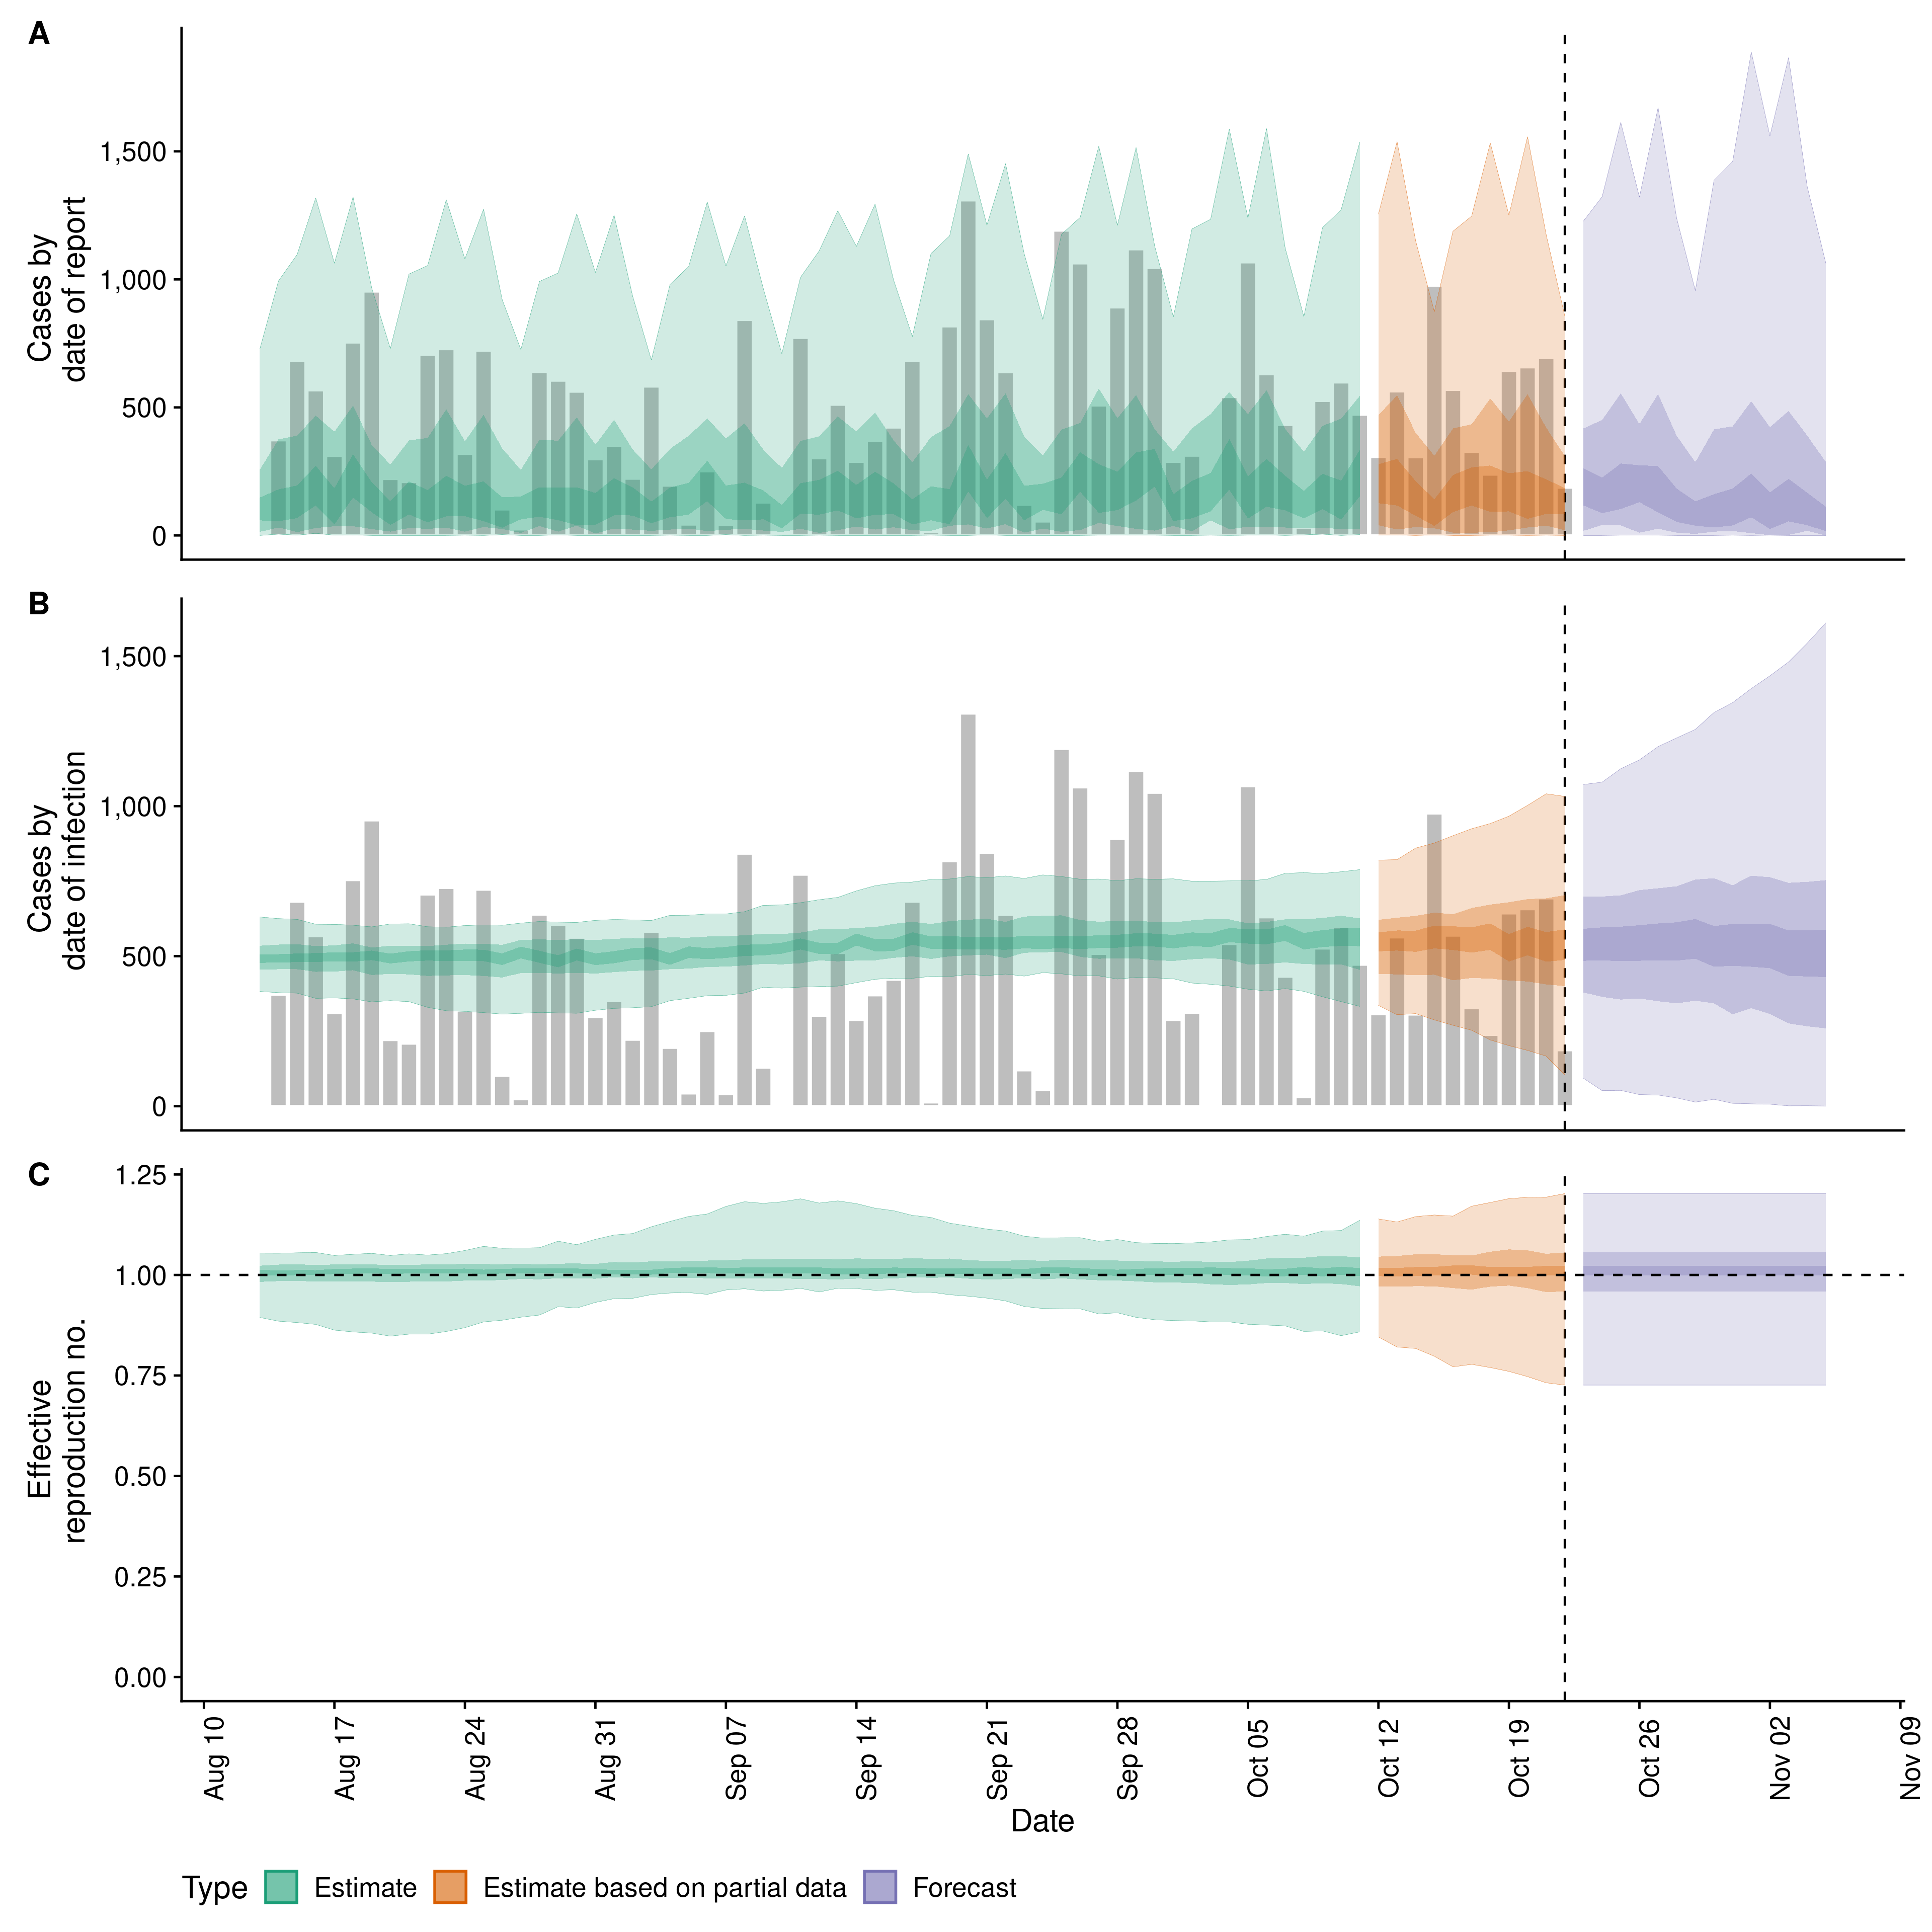 A
Cases by
date of report
1,500
1,000
500
0
B
Cases by
date of infection
1,500
1,000
500
0
C
Effective
reproduction no.
1.25
1.00
0.75
0.50
0.25
0.00
Aug 10
Aug 17
Aug 24
Aug 31
Sep 07
Sep 14
Sep 21
Sep 28
Oct 05
Oct 12
Oct 19
Oct 26
Nov 02
Nov 09
Date
Type Estimate Estimate based on partial data Forecast